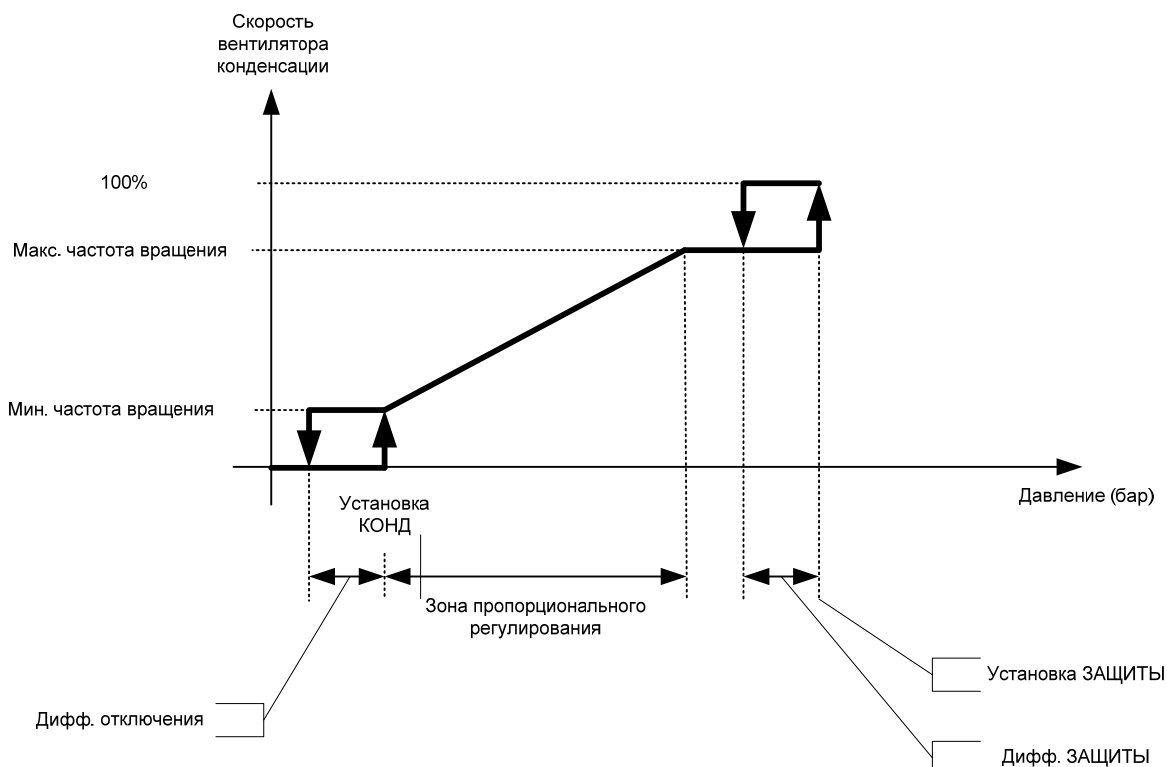 Скорость
вентилятора
конденсации
100%
Макс. частота вращения
Мин. частота вращения
Давление (бар)
Установка
КОНД
Зона пропорционального
регулирования
Установка ЗАЩИТЫ
Дифф. отключения
Дифф. ЗАЩИТЫ